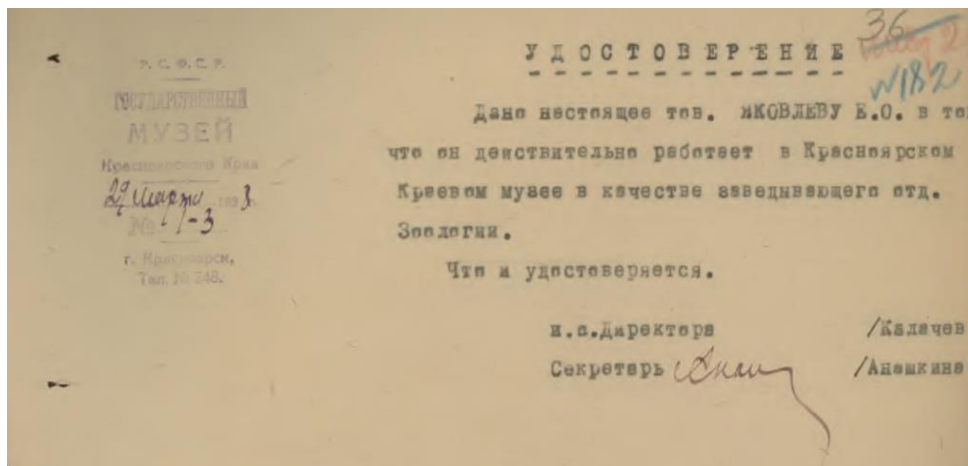 Р. С. Ф. С. Р.
ГОСУДАРСТВЕННЫЙ
МУЗЕЙ
Красноярского Края
29 марта 193
№ 1-3
г. Красноярск,
Тел. № 248.
36
№182
УДОСТОВЕРЕНИЕ
Дано настоящее тов. ЯКОВЛЕВУ Е.О. в то
что он действительно работает в Красноярском
Краевом музее в качестве заведывающего отд.
Зоологии.
Что и удостоверяется.
и.о.Директора /Калачев
Секретарь /Анашкина